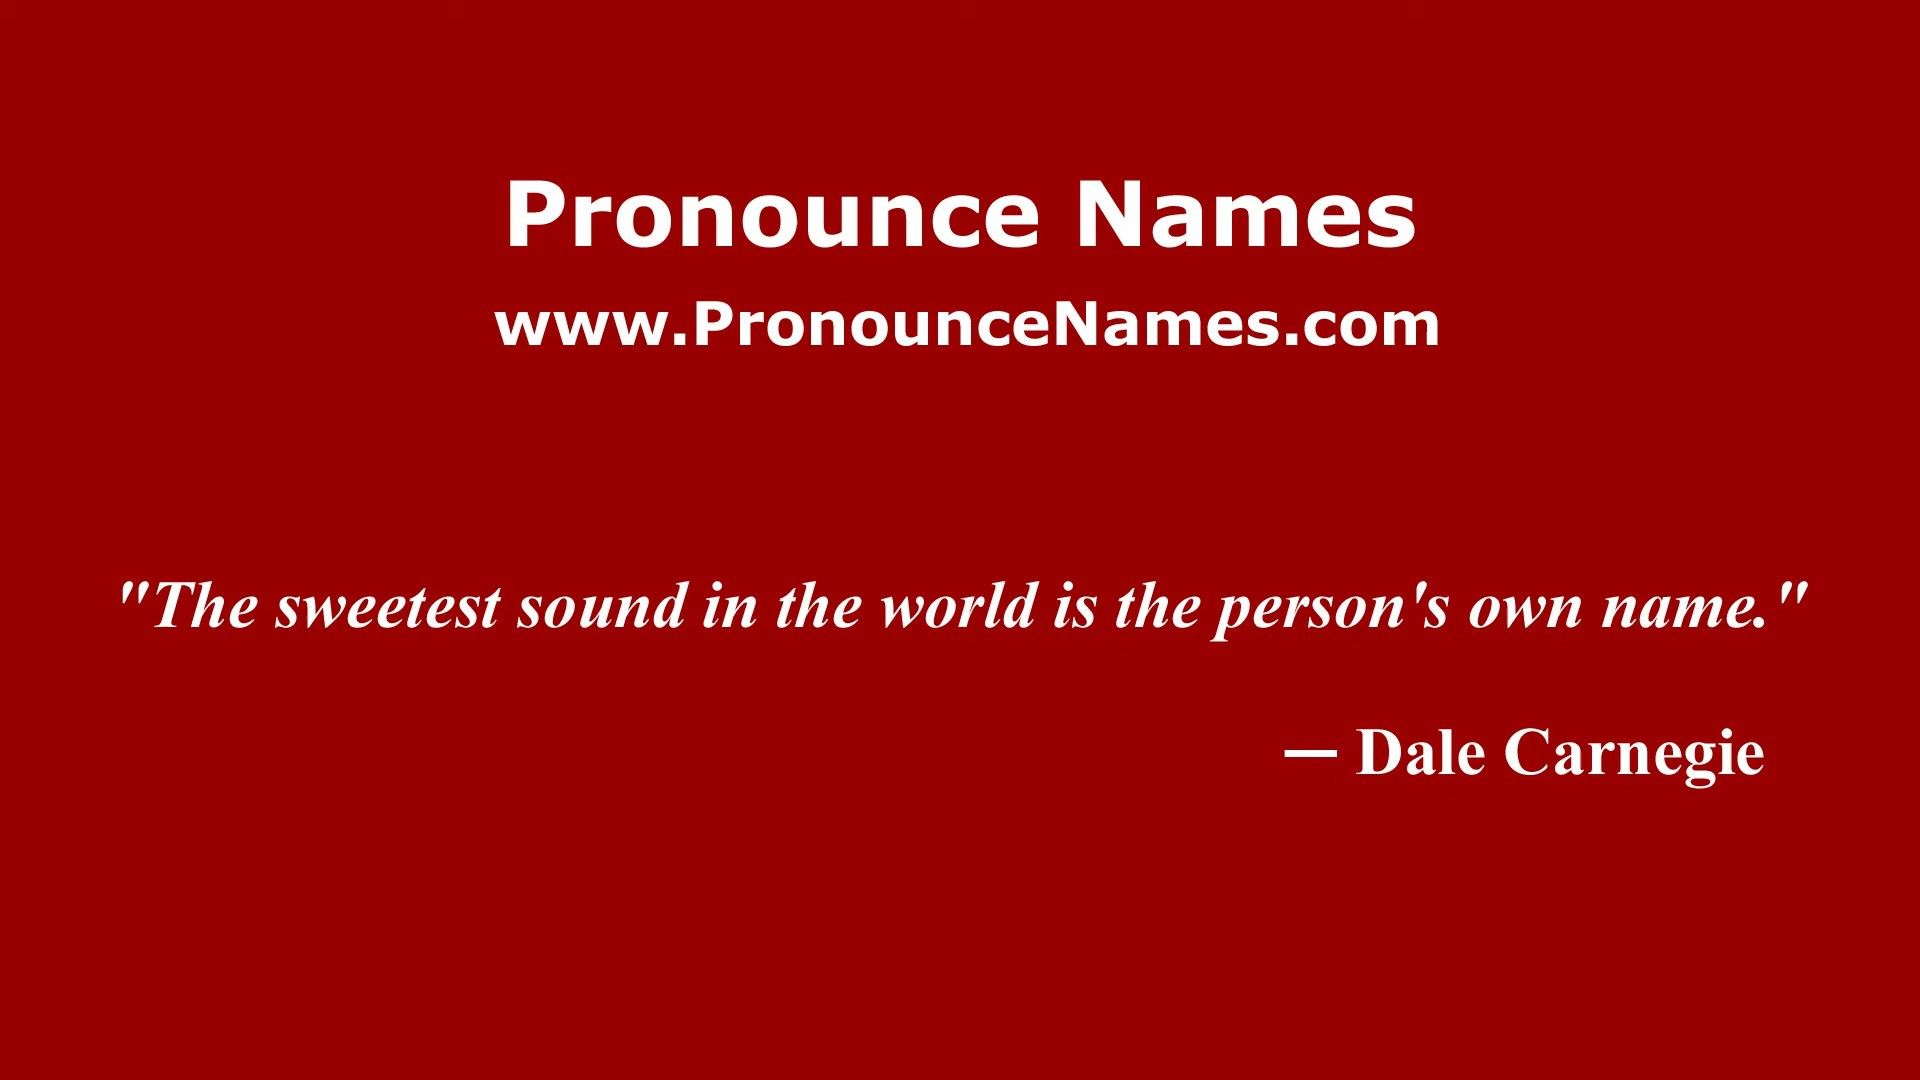 Pronounce Names
www.PronounceNames.com
"The sweetest sound in the world is the person's own name."
— Dale Carnegie